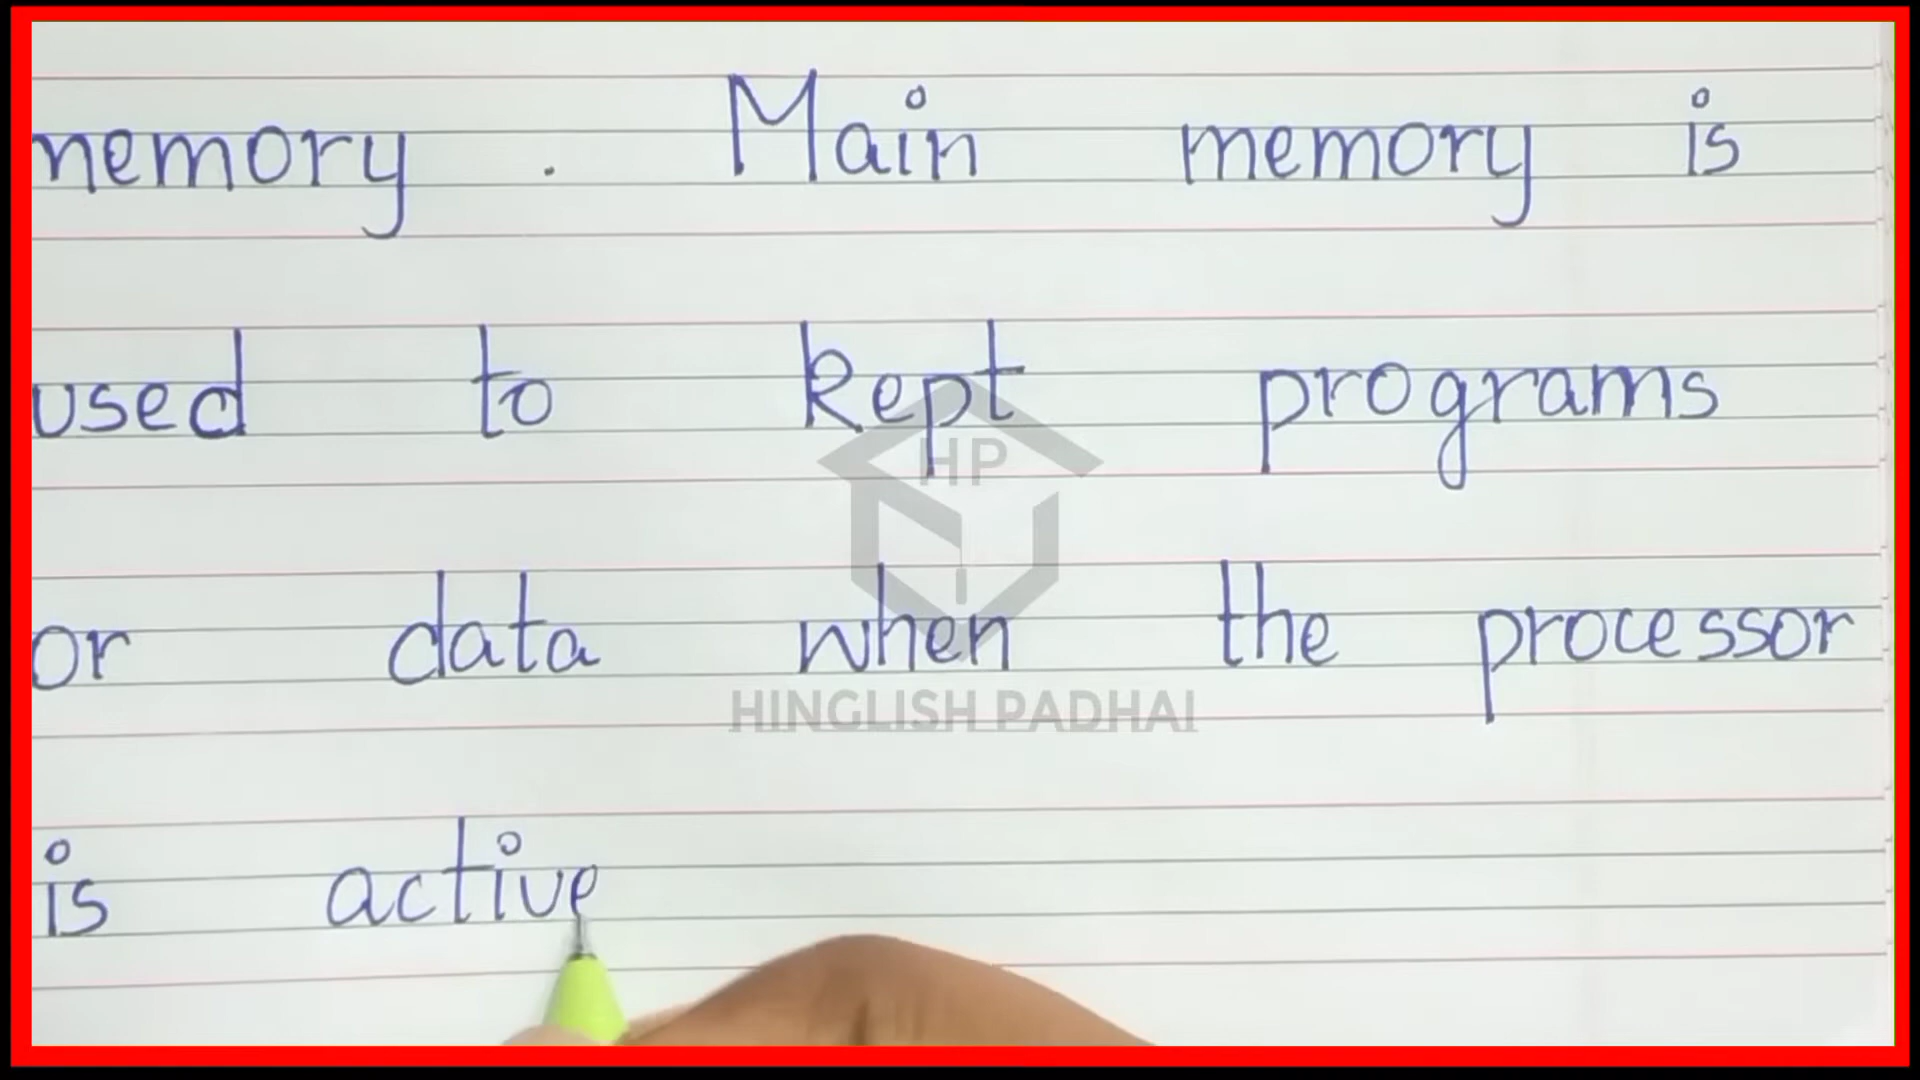 memory . Main memory is
used to kept programs
HP
or data when the processor
HINGLISH PADHAI
is active